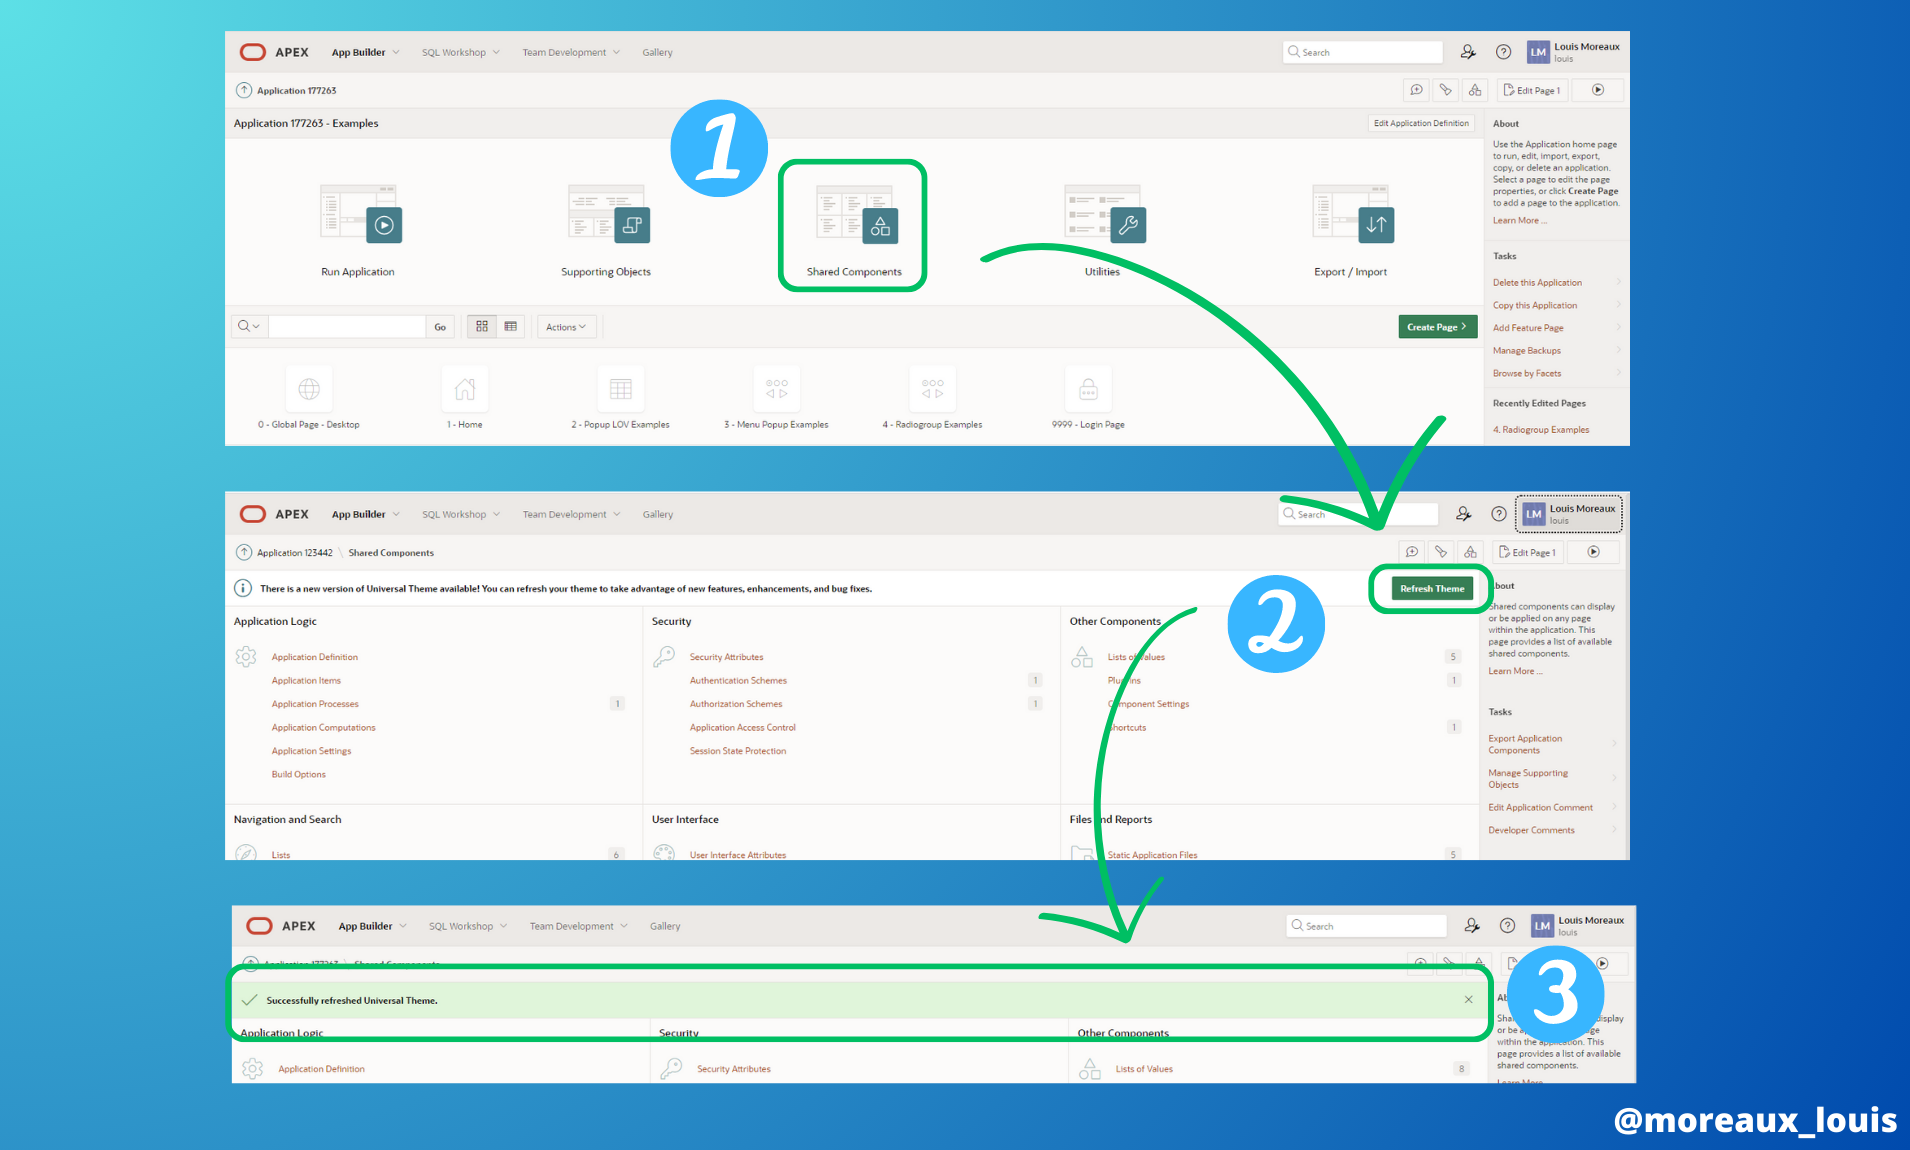 APEX App Builder SQL Workshop Team Development Gallery Search LM Louis Moreaux
louis
Application 177263 Edit Page 1
Application 177263 - Examples Edit Application Definition
1
Run Application Supporting Objects Shared Components Utilities Export / Import
Go Actions Create Page
0 - Global Page - Desktop 1 - Home 2 - Popup LOV Examples 3 - Menu Popup Examples 4 - Radiogroup Examples 9999 - Login Page
About
Use the Application home page
to run, edit, import, export,
copy, or delete an application.
Select a page to edit the page
properties, or click Create Page
to add a page to the application.
Learn More ...
Tasks
Delete this Application
Copy this Application
Add Feature Page
Manage Backups
Browse by Facets
Recently Edited Pages
4. Radiogroup Examples
APEX App Builder SQL Workshop Team Development Gallery Search LM Louis Moreaux
louis
Application 123442 \ Shared Components Edit Page 1
There is a new version of Universal Theme available! You can refresh your theme to take advantage of new features, enhancements, and bug fixes. Refresh Theme
2
Application Logic
Application Definition
Application Items
Application Processes 1
Application Computations
Application Settings
Build Options
Security
Security Attributes
Authentication Schemes 1
Authorization Schemes 1
Application Access Control
Session State Protection
Other Components
Lists of Values 5
Plug-ins 1
Component Settings
Shortcuts 1
Navigation and Search
Lists 6
User Interface
User Interface Attributes
Files and Reports
Static Application Files 5
About
Shared components can display
or be applied on any page
within the application. This
page provides a list of available
shared components.
Learn More ...
Tasks
Export Application
Components
Manage Supporting
Objects
Edit Application Comment
Developer Comments
APEX App Builder SQL Workshop Team Development Gallery Search LM Louis Moreaux
louis
Application 177263 \ Shared Components
3
Successfully refreshed Universal Theme.
Application Logic Security Other Components
Application Definition Security Attributes Lists of Values 8
within the application. This
page provides a list of available
shared components.
Learn More
@moreaux_louis